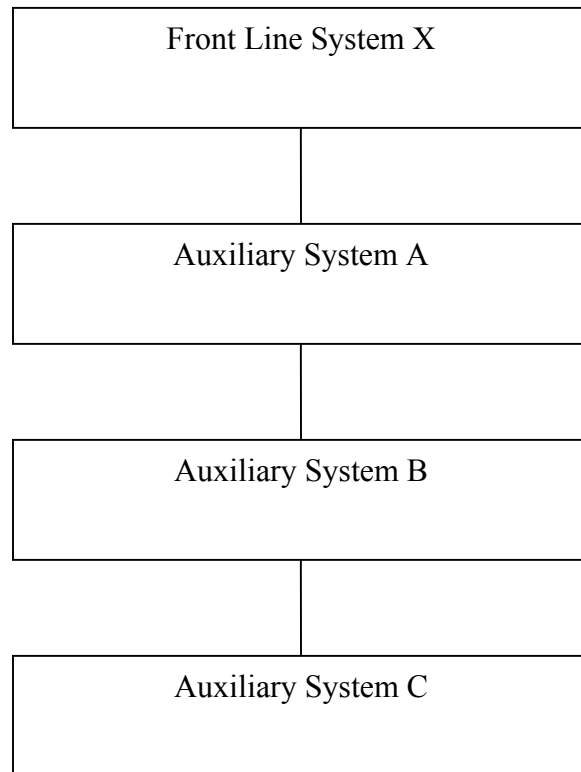 Front Line System X
Auxiliary System A
Auxiliary System B
Auxiliary System C